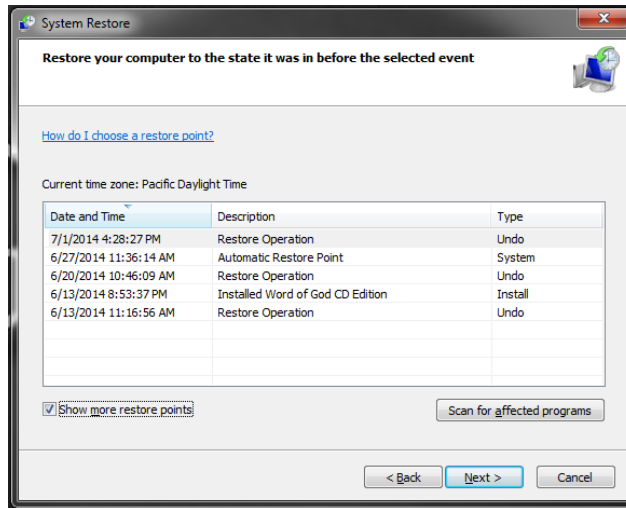 System Restore
Restore your computer to the state it was in before the selected event
How do I choose a restore point?
Current time zone: Pacific Daylight Time
Date and Time Description Type
7/1/2014 4:28:27 PM Restore Operation Undo
6/27/2014 11:36:14 AM Automatic Restore Point System
6/20/2014 10:46:09 AM Restore Operation Undo
6/13/2014 8:53:37 PM Installed Word of God CD Edition Install
6/13/2014 11:16:56 AM Restore Operation Undo
Show more restore points Scan for affected programs
< Back Next > Cancel